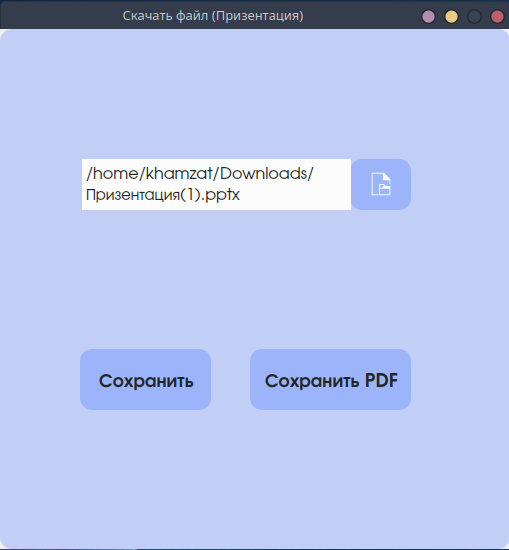 Скачать файл (Призентация)
/home/khamzat/Downloads/
Призентация(1).pptx
Сохранить
Сохранить PDF